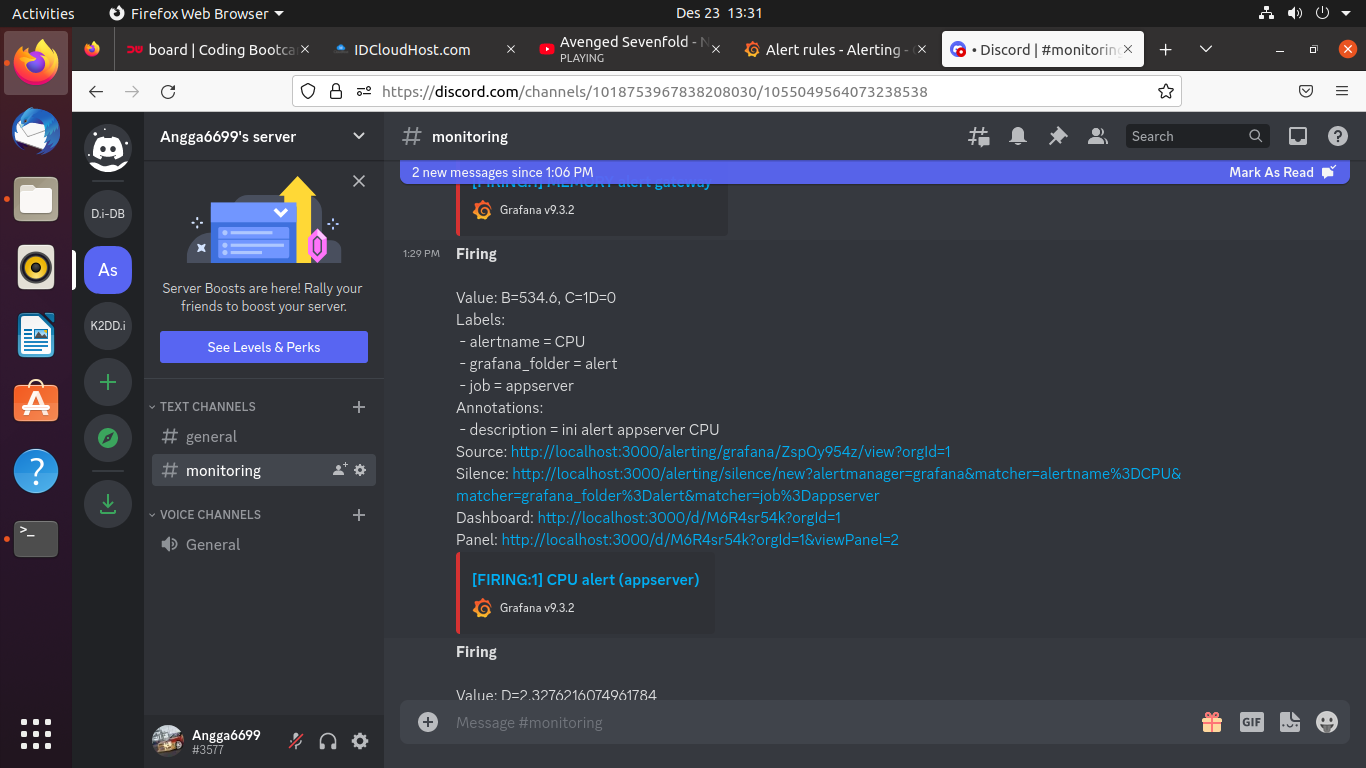 Activities
Firefox Web Browser
Des 23 13:31
board | Coding Bootca
IDCloudHost.com
Avenged Sevenfold - N
PLAYING
Alert rules - Alerting - G
• Discord | #monitoring
https://discord.com/channels/1018753967838208030/1055049564073238538
Angga6699's server
# monitoring
Search
2 new messages since 1:06 PM
Mark As Read
D.i-DB
As
K2DD.i
Server Boosts are here! Rally your
friends to boost your server.
See Levels & Perks
TEXT CHANNELS
# general
# monitoring
VOICE CHANNELS
General
Angga6699
#3577
[FIRING:1] MEMORY alert gateway
Grafana v9.3.2
1:29 PM
Firing
Value: B=534.6, C=1D=0
Labels:
- alertname = CPU
- grafana_folder = alert
- job = appserver
Annotations:
- description = ini alert appserver CPU
Source: http://localhost:3000/alerting/grafana/ZspOy954z/view?orgId=1
Silence: http://localhost:3000/alerting/silence/new?alertmanager=grafana&matcher=alertname%3DCPU&
matcher=grafana_folder%3Dalert&matcher=job%3Dappserver
Dashboard: http://localhost:3000/d/M6R4sr54k?orgId=1
Panel: http://localhost:3000/d/M6R4sr54k?orgId=1&viewPanel=2
[FIRING:1] CPU alert (appserver)
Grafana v9.3.2
Firing
Value: D=2.3276216074961784
Message #monitoring
GIF